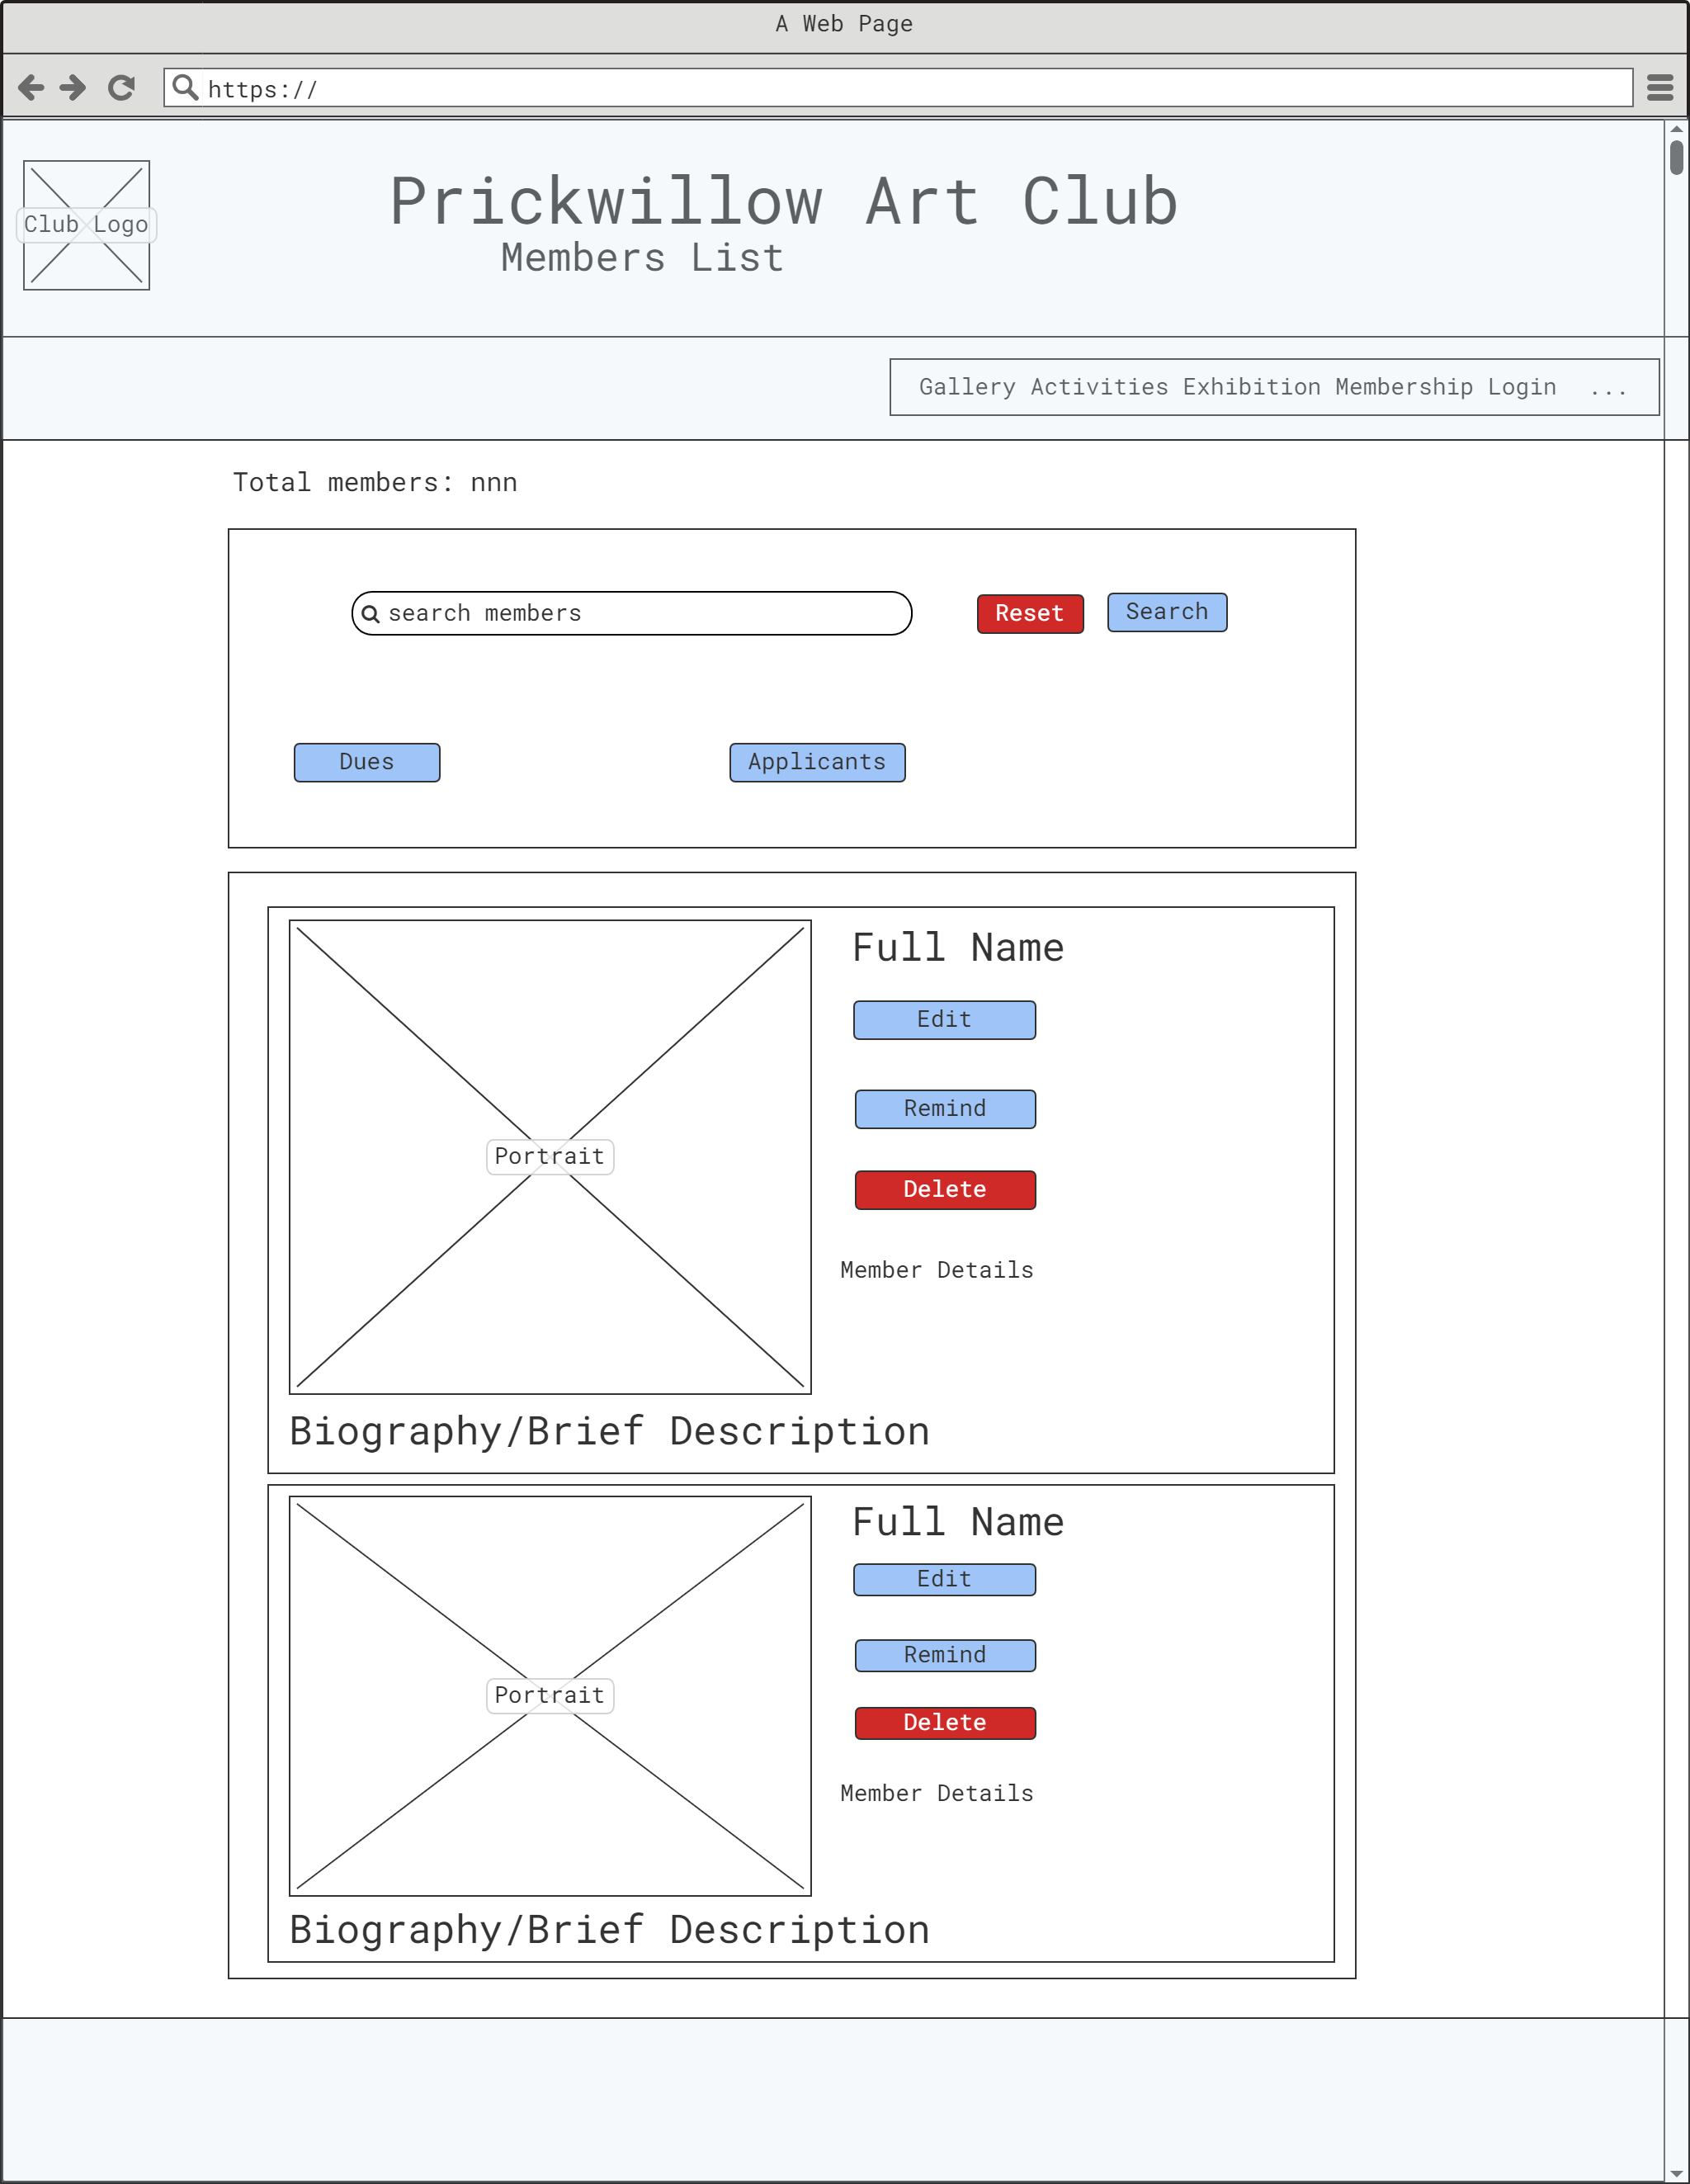 A Web Page
https://
Club Logo
Prickwillow Art Club
Members List
Gallery Activities Exhibition Membership Login ...
Total members: nnn
search members Reset Search
Dues Applicants
Full Name
Edit
Remind
Portrait
Delete
Member Details
Biography/Brief Description
Full Name
Edit
Remind
Portrait
Delete
Member Details
Biography/Brief Description